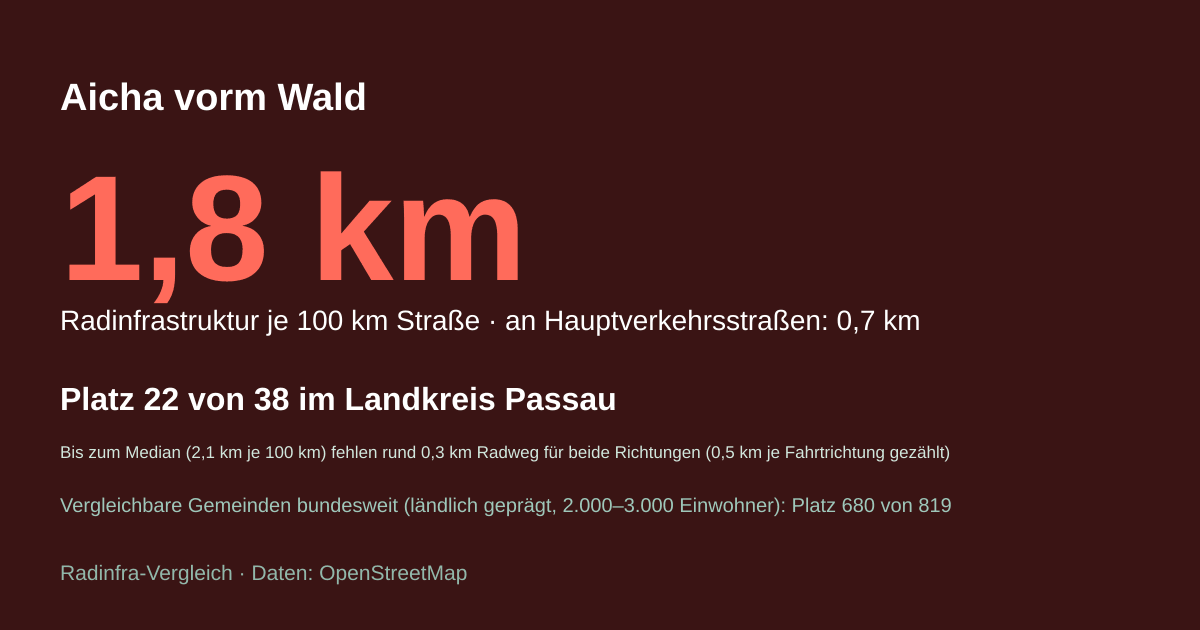 Aicha vorm Wald
1,8 km
Radinfrastruktur je 100 km Straße · an Hauptverkehrsstraßen: 0,7 km
Platz 22 von 38 im Landkreis Passau
Bis zum Median (2,1 km je 100 km) fehlen rund 0,3 km Radweg für beide Richtungen (0,5 km je Fahrtrichtung gezählt)
Vergleichbare Gemeinden bundesweit (ländlich geprägt, 2.000–3.000 Einwohner): Platz 680 von 819
Radinfra-Vergleich · Daten: OpenStreetMap